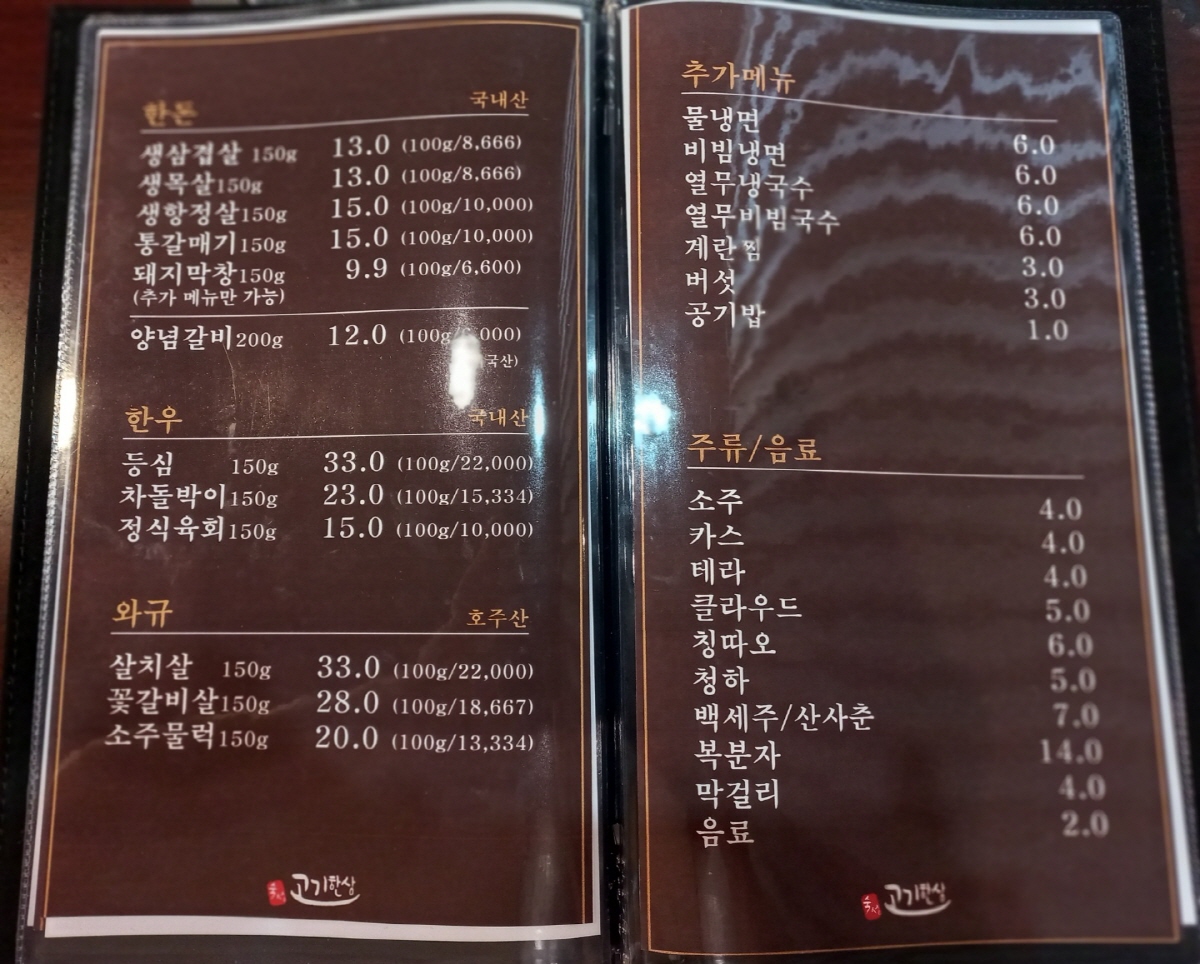 한돈 국내산
생삼겹살 150g 13.0 (100g/8,666)
생목살150g 13.0 (100g/8,666)
생항정살150g 15.0 (100g/10,000)
통갈매기150g 15.0 (100g/10,000)
돼지막창150g 9.9 (100g/6,600)
(추가 메뉴만 가능)
양념갈비200g 12.0 (100g/6,000)
국산)
한우 국내산
등심 150g 33.0 (100g/22,000)
차돌박이150g 23.0 (100g/15,334)
정식육회150g 15.0 (100g/10,000)
와규 호주산
살치살 150g 33.0 (100g/22,000)
꽃갈비살150g 28.0 (100g/18,667)
소주물럭150g 20.0 (100g/13,334)
고기한상
추가메뉴
물냉면 6.0
비빔냉면 6.0
열무냉국수 6.0
열무비빔국수 6.0
계란찜 3.0
버섯 3.0
공기밥 1.0
주류/음료
소주 4.0
카스 4.0
테라 4.0
클라우드 5.0
칭따오 6.0
청하 5.0
백세주/산사춘 7.0
복분자 14.0
막걸리 4.0
음료 2.0
고기한상